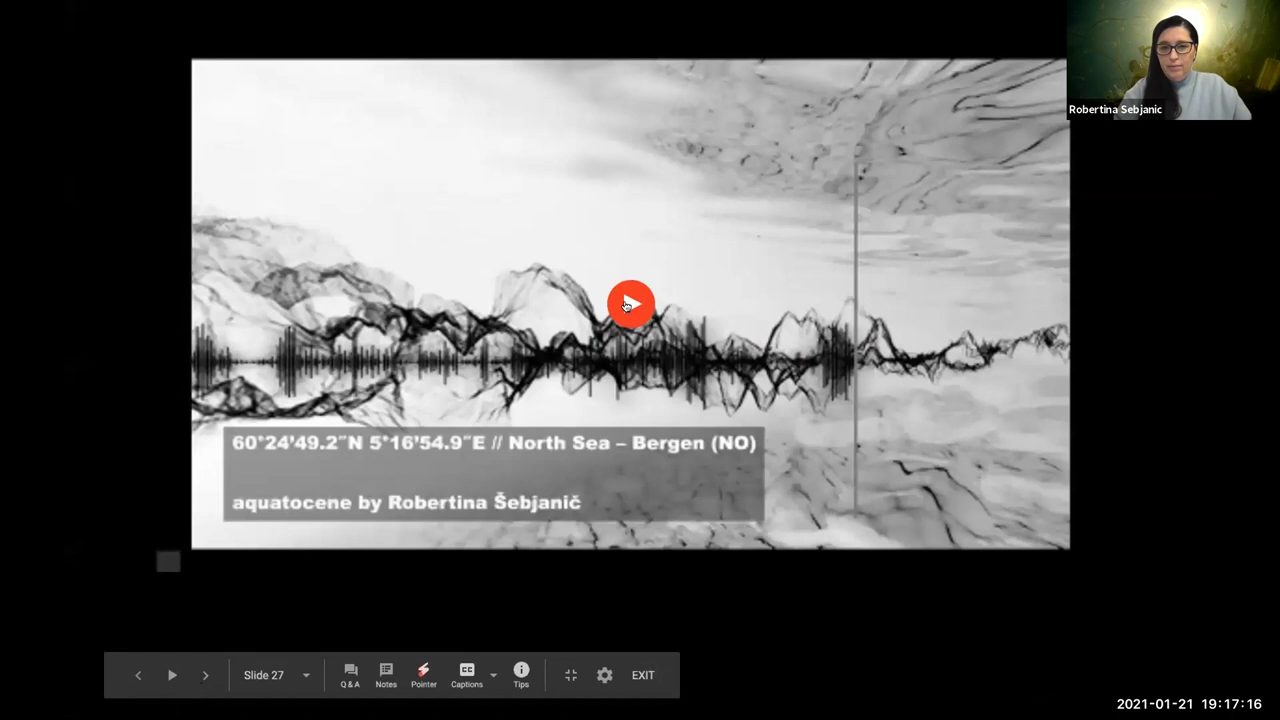 Robertina Sebjanic
60°24'49.2″N 5°16'54.9″E // North Sea – Bergen (NO)
aquatocene by Robertina Šebjanič
Slide 27
Q & A
Notes
Pointer
CC
Captions
Tips
EXIT
2021-01-21 19:17:16